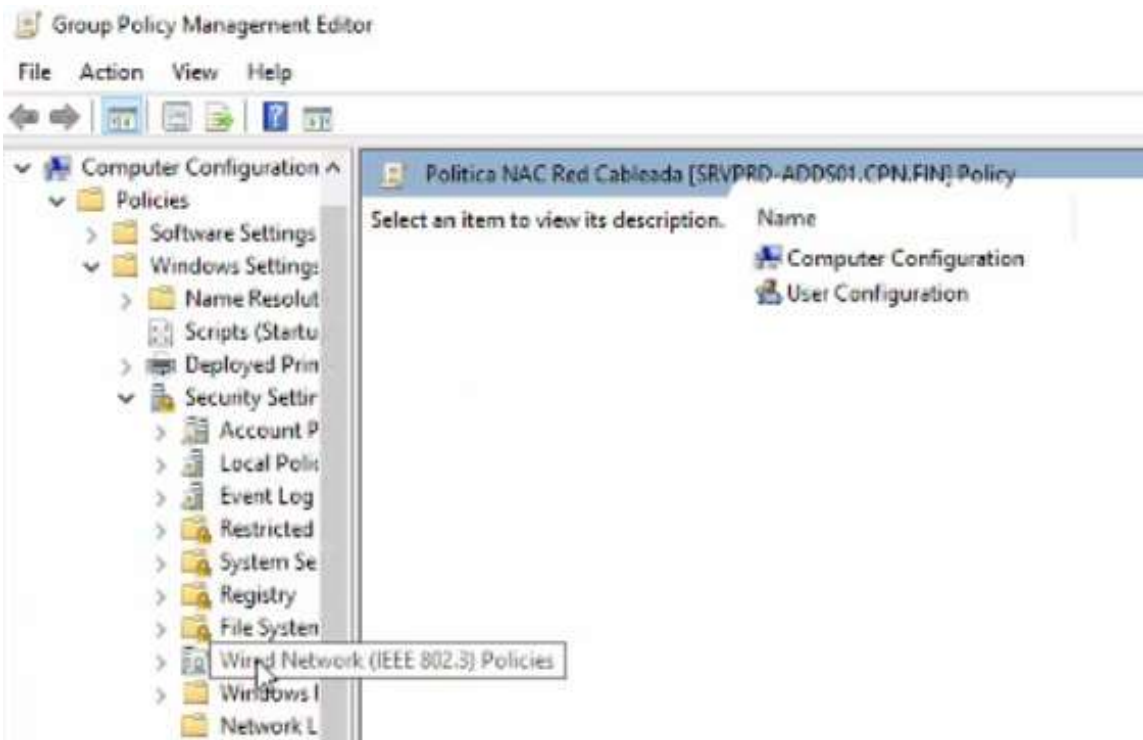 Group Policy Management Editor
File Action View Help
Computer Configuration
Policies
Software Settings
Windows Settings
Name Resolut
Scripts (Startu
Deployed Prin
Security Settir
Account P
Local Polic
Event Log
Restricted
System Se
Registry
File System
Wired Network (IEEE 802.3) Policies
Windows F
Network L
Politica NAC Red Cableada [SRVPRD-ADDS01.CPN.FIN] Policy
Select an item to view its description.
Name
Computer Configuration
User Configuration